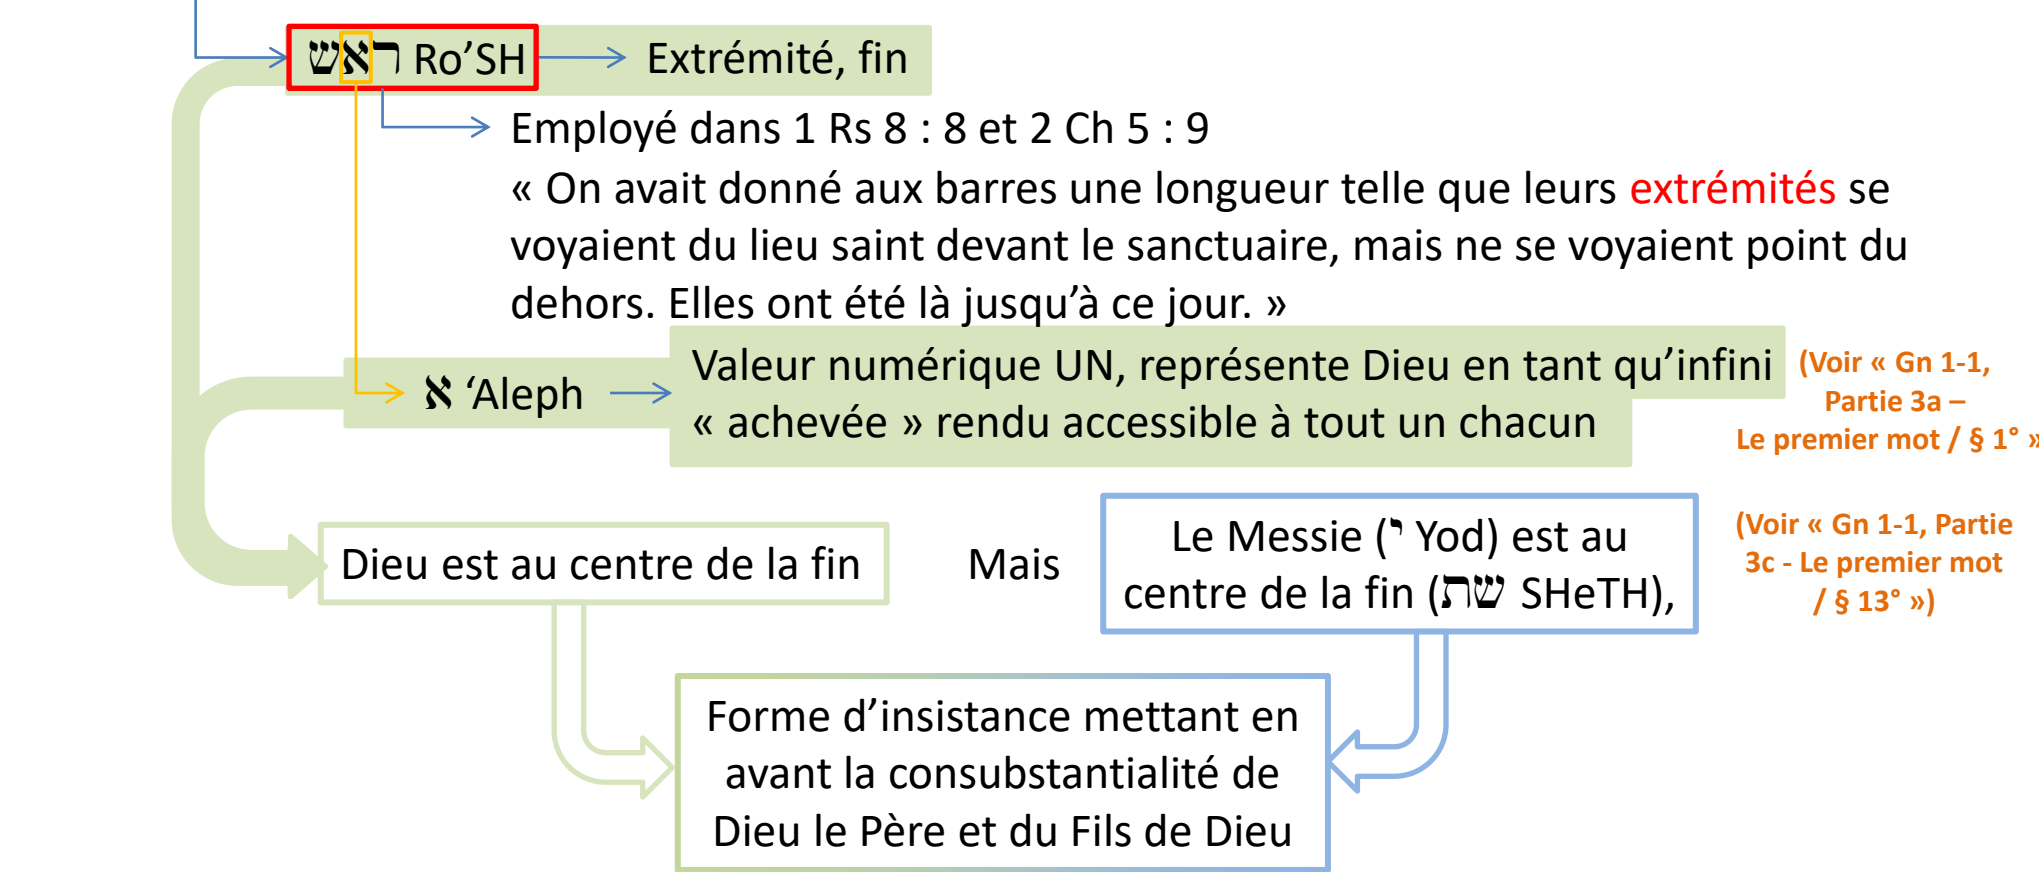 ראש Ro’SH Extrémité, fin
Employé dans 1 Rs 8 : 8 et 2 Ch 5 : 9
« On avait donné aux barres une longueur telle que leurs extrémités se
voyaient du lieu saint devant le sanctuaire, mais ne se voyaient point du
dehors. Elles ont été là jusqu’à ce jour. »
א ‘Aleph
Valeur numérique UN, représente Dieu en tant qu’infini
« achevée » rendu accessible à tout un chacun
(Voir « Gn 1-1,
Partie 3a –
Le premier mot / § 1° »
Dieu est au centre de la fin
Mais
Le Messie (י Yod) est au
centre de la fin (שת SHeTH),
(Voir « Gn 1-1, Partie
3c - Le premier mot
/ § 13° »)
Forme d’insistance mettant en
avant la consubstantialité de
Dieu le Père et du Fils de Dieu